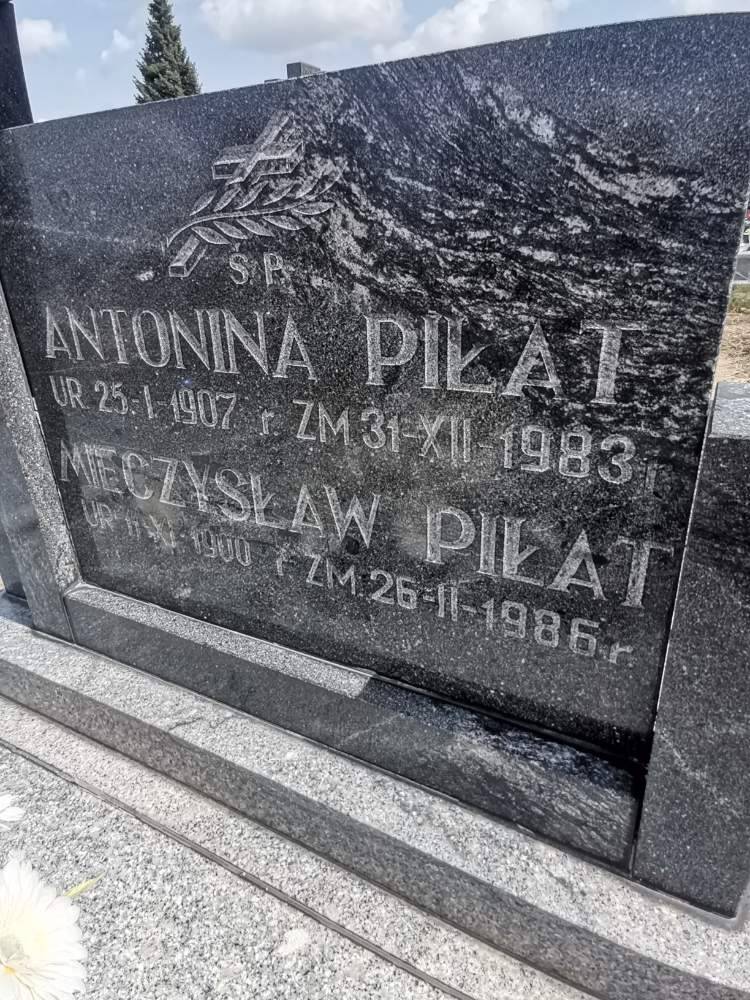 Ś.P.
ANTONINA PIŁAT
UR. 25-I-1907 r ZM 31-XII-1983 r
MIECZYSŁAW PIŁAT
UR 11-XI 1900 r ZM 26-II-1986 r